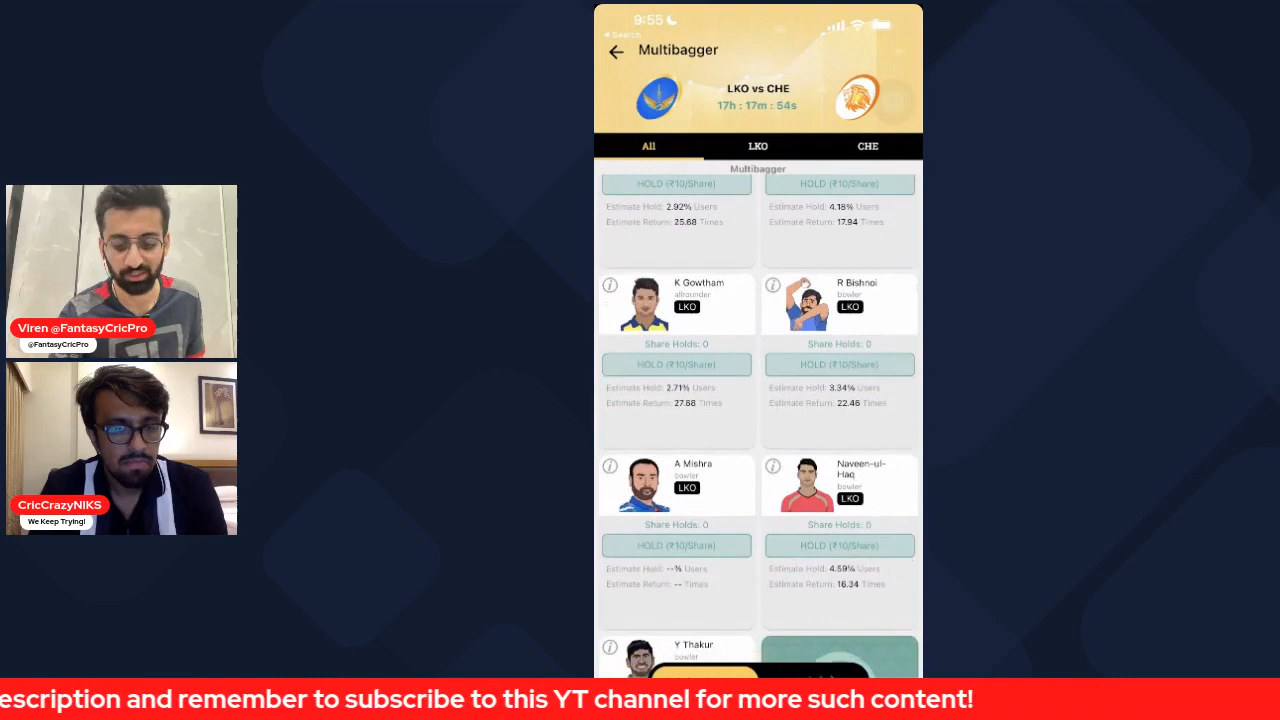 9:55
Search
Multibagger
LKO vs CHE
17h : 17m : 54s
All
LKO
CHE
Multibagger
HOLD (₹10/Share)
HOLD (₹10/Share)
Estimate Hold: 2.92% Users
Estimate Return: 25.68 Times
Estimate Hold: 4.18% Users
Estimate Return: 17.94 Times
K Gowtham
allrounder
LKO
Share Holds: 0
HOLD (₹10/Share)
Estimate Hold: 2.71% Users
Estimate Return: 27.68 Times
R Bishnoi
bowler
LKO
Share Holds: 0
HOLD (₹10/Share)
Estimate Hold: 3.34% Users
Estimate Return: 22.46 Times
A Mishra
bowler
LKO
Share Holds: 0
HOLD (₹10/Share)
Estimate Hold: --% Users
Estimate Return: -- Times
Naveen-ul-
Haq
bowler
LKO
Share Holds: 0
HOLD (₹10/Share)
Estimate Hold: 4.59% Users
Estimate Return: 16.34 Times
Y Thakur
bowler
Viren @FantasyCricPro
@FantasyCricPro
CricCrazyNIKS
We Keep Trying!
escription and remember to subscribe to this YT channel for more such content!